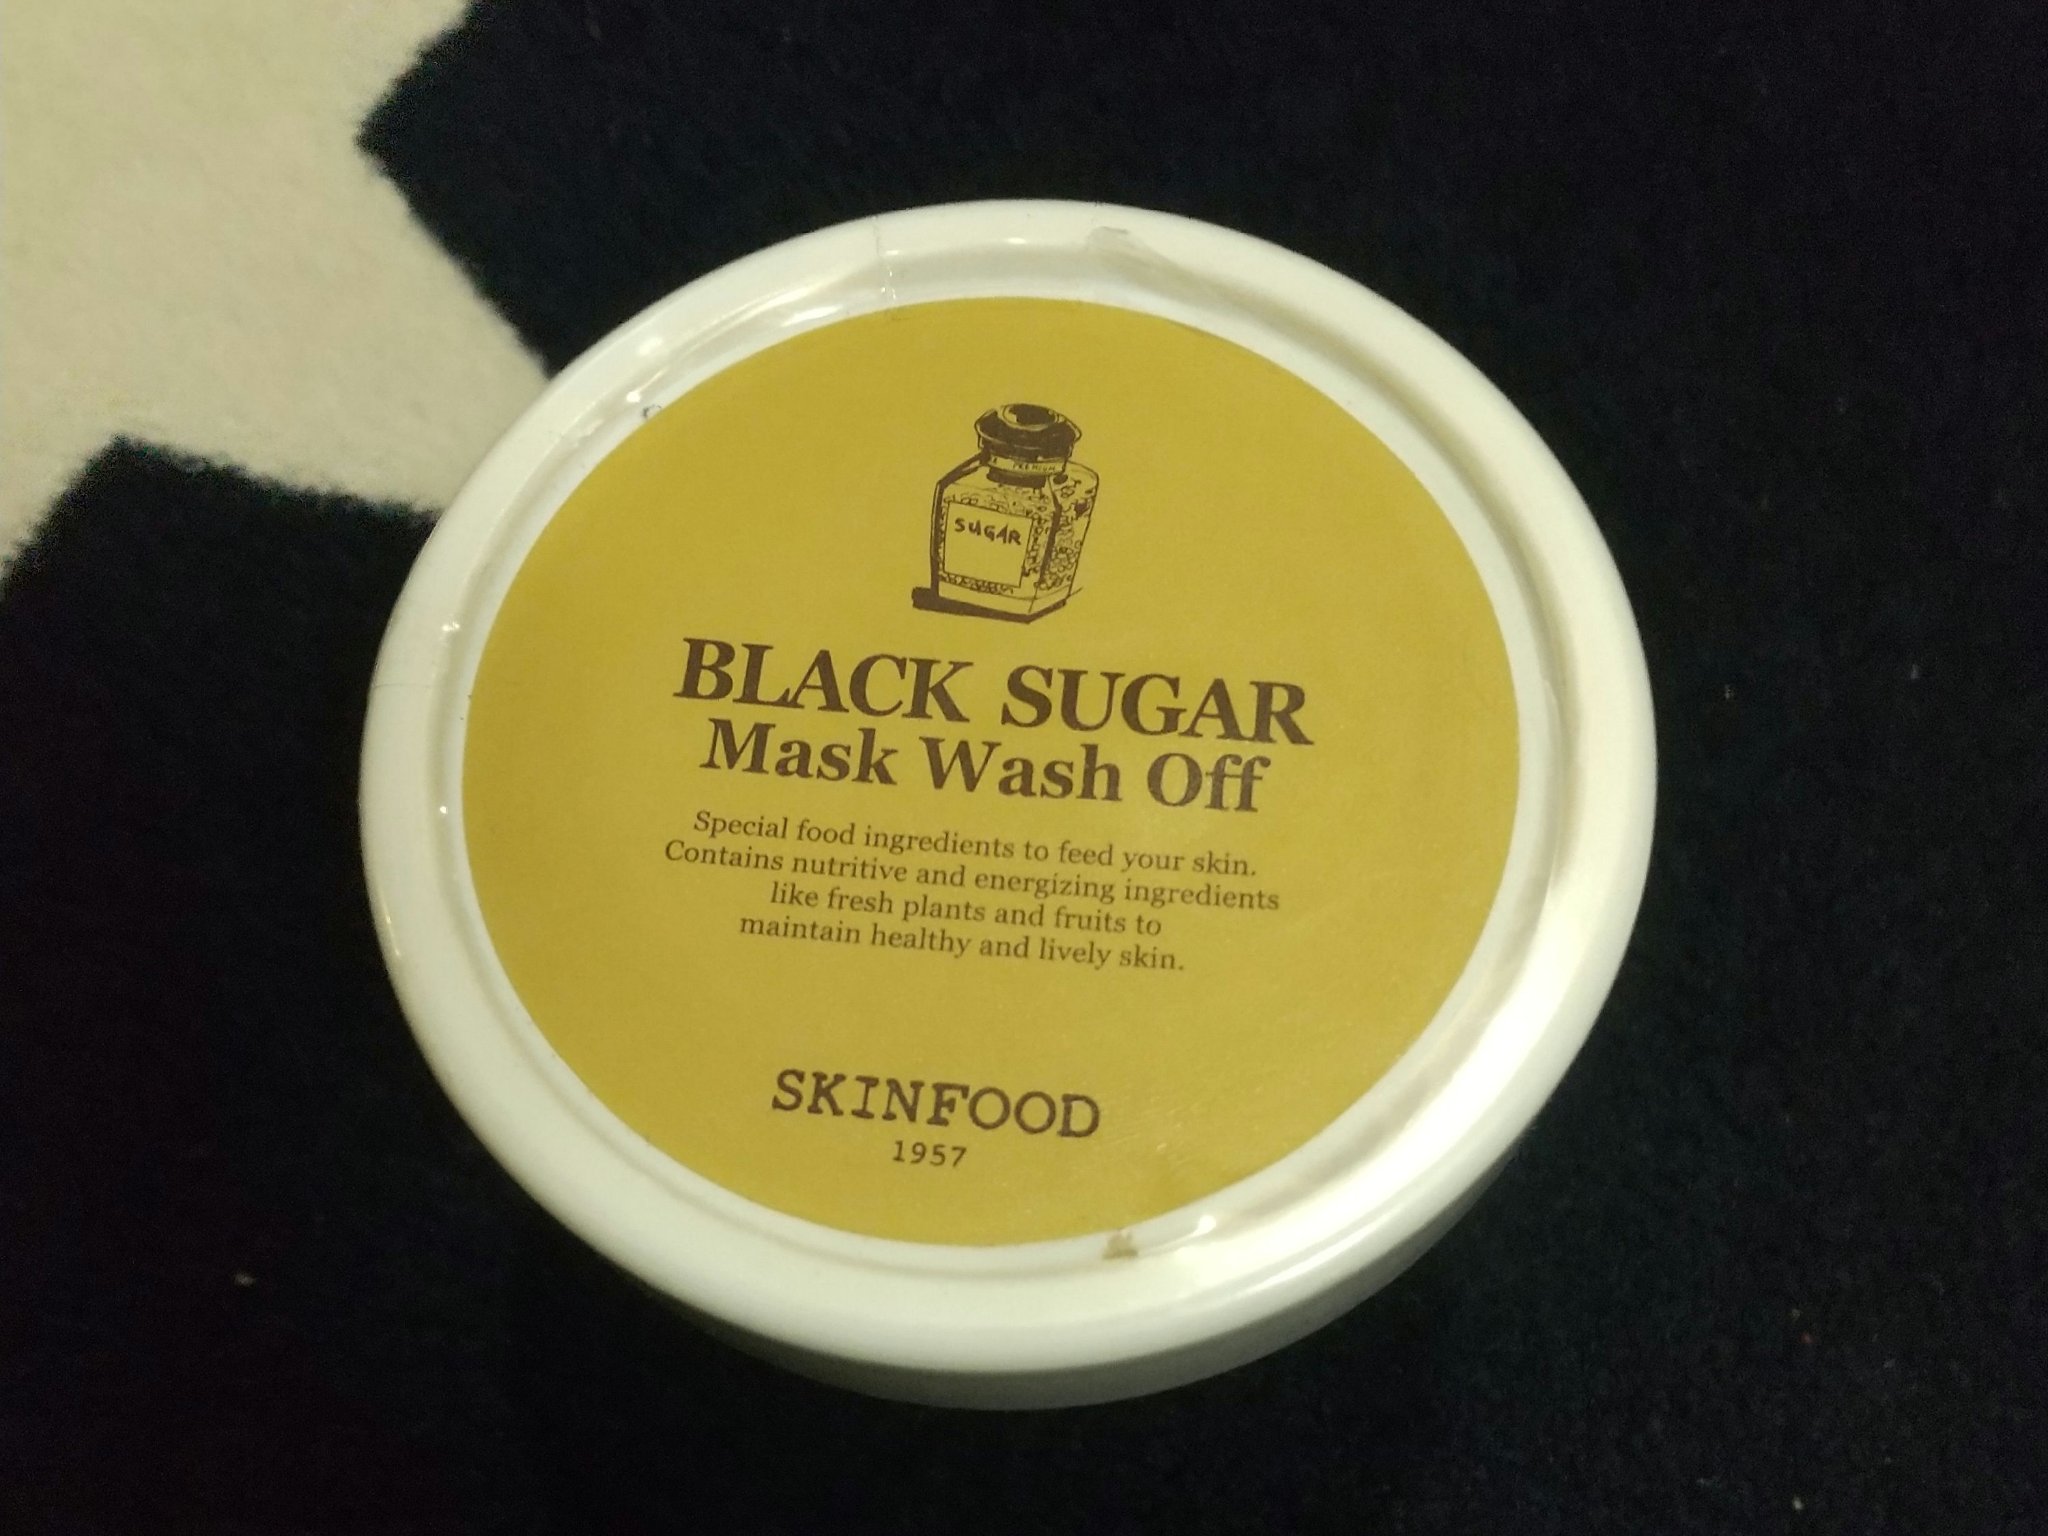 PREMIUM
SUGAR
BLACK SUGAR
Mask Wash Off
Special food ingredients to feed your skin.
Contains nutritive and energizing ingredients
like fresh plants and fruits to
maintain healthy and lively skin.
SKINFOOD
1957